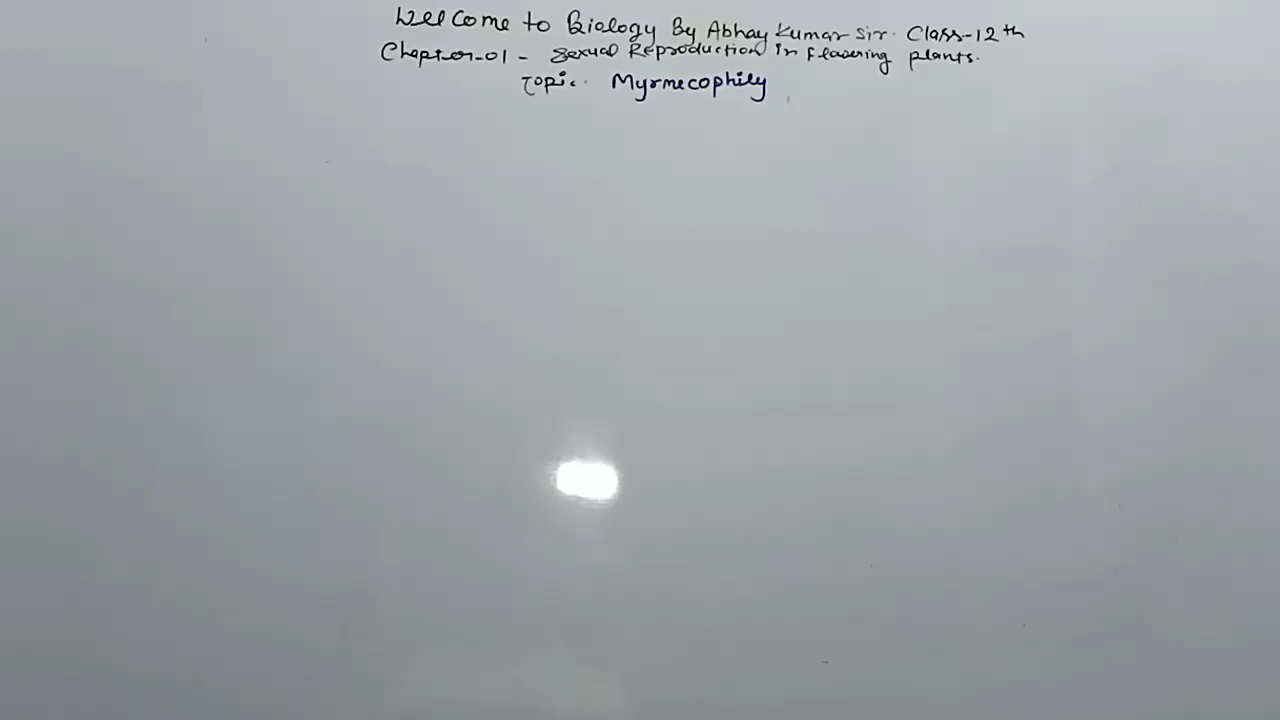 Welcome to Biology By Abhay Kumar Sir. Class-12th
Chapter-01 - Sexual Reproduction In flowering plants.
Topic. Myrmecophily